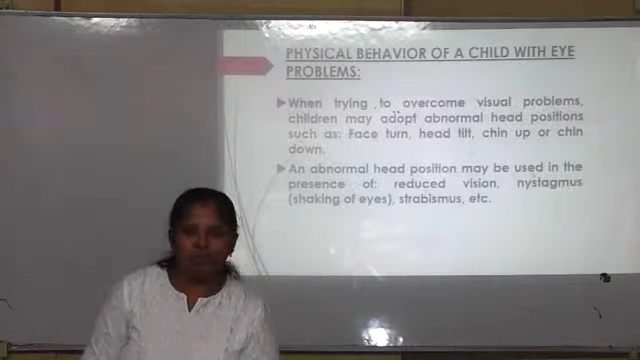 PHYSICAL BEHAVIOR OF A CHILD WITH EYE
PROBLEMS:
When trying to overcome visual problems,
children may adopt abnormal head positions
such as: Face turn, head tilt, chin up or chin
down.
An abnormal head position may be used in the
presence of: reduced vision, nystagmus
(shaking of eyes), strabismus, etc.